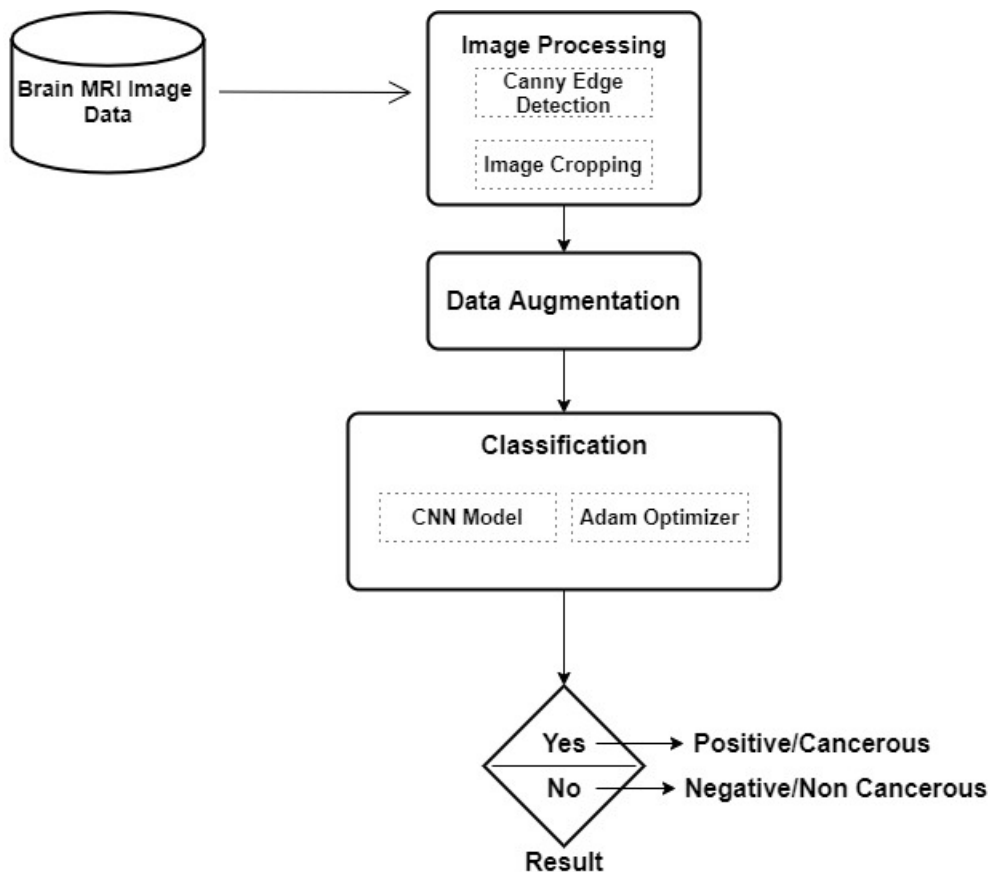 Brain MRI Image
Data
Image Processing
Canny Edge
Detection
Image Cropping
Data Augmentation
Classification
CNN Model
Adam Optimizer
Yes
Positive/Cancerous
No
Negative/Non Cancerous
Result